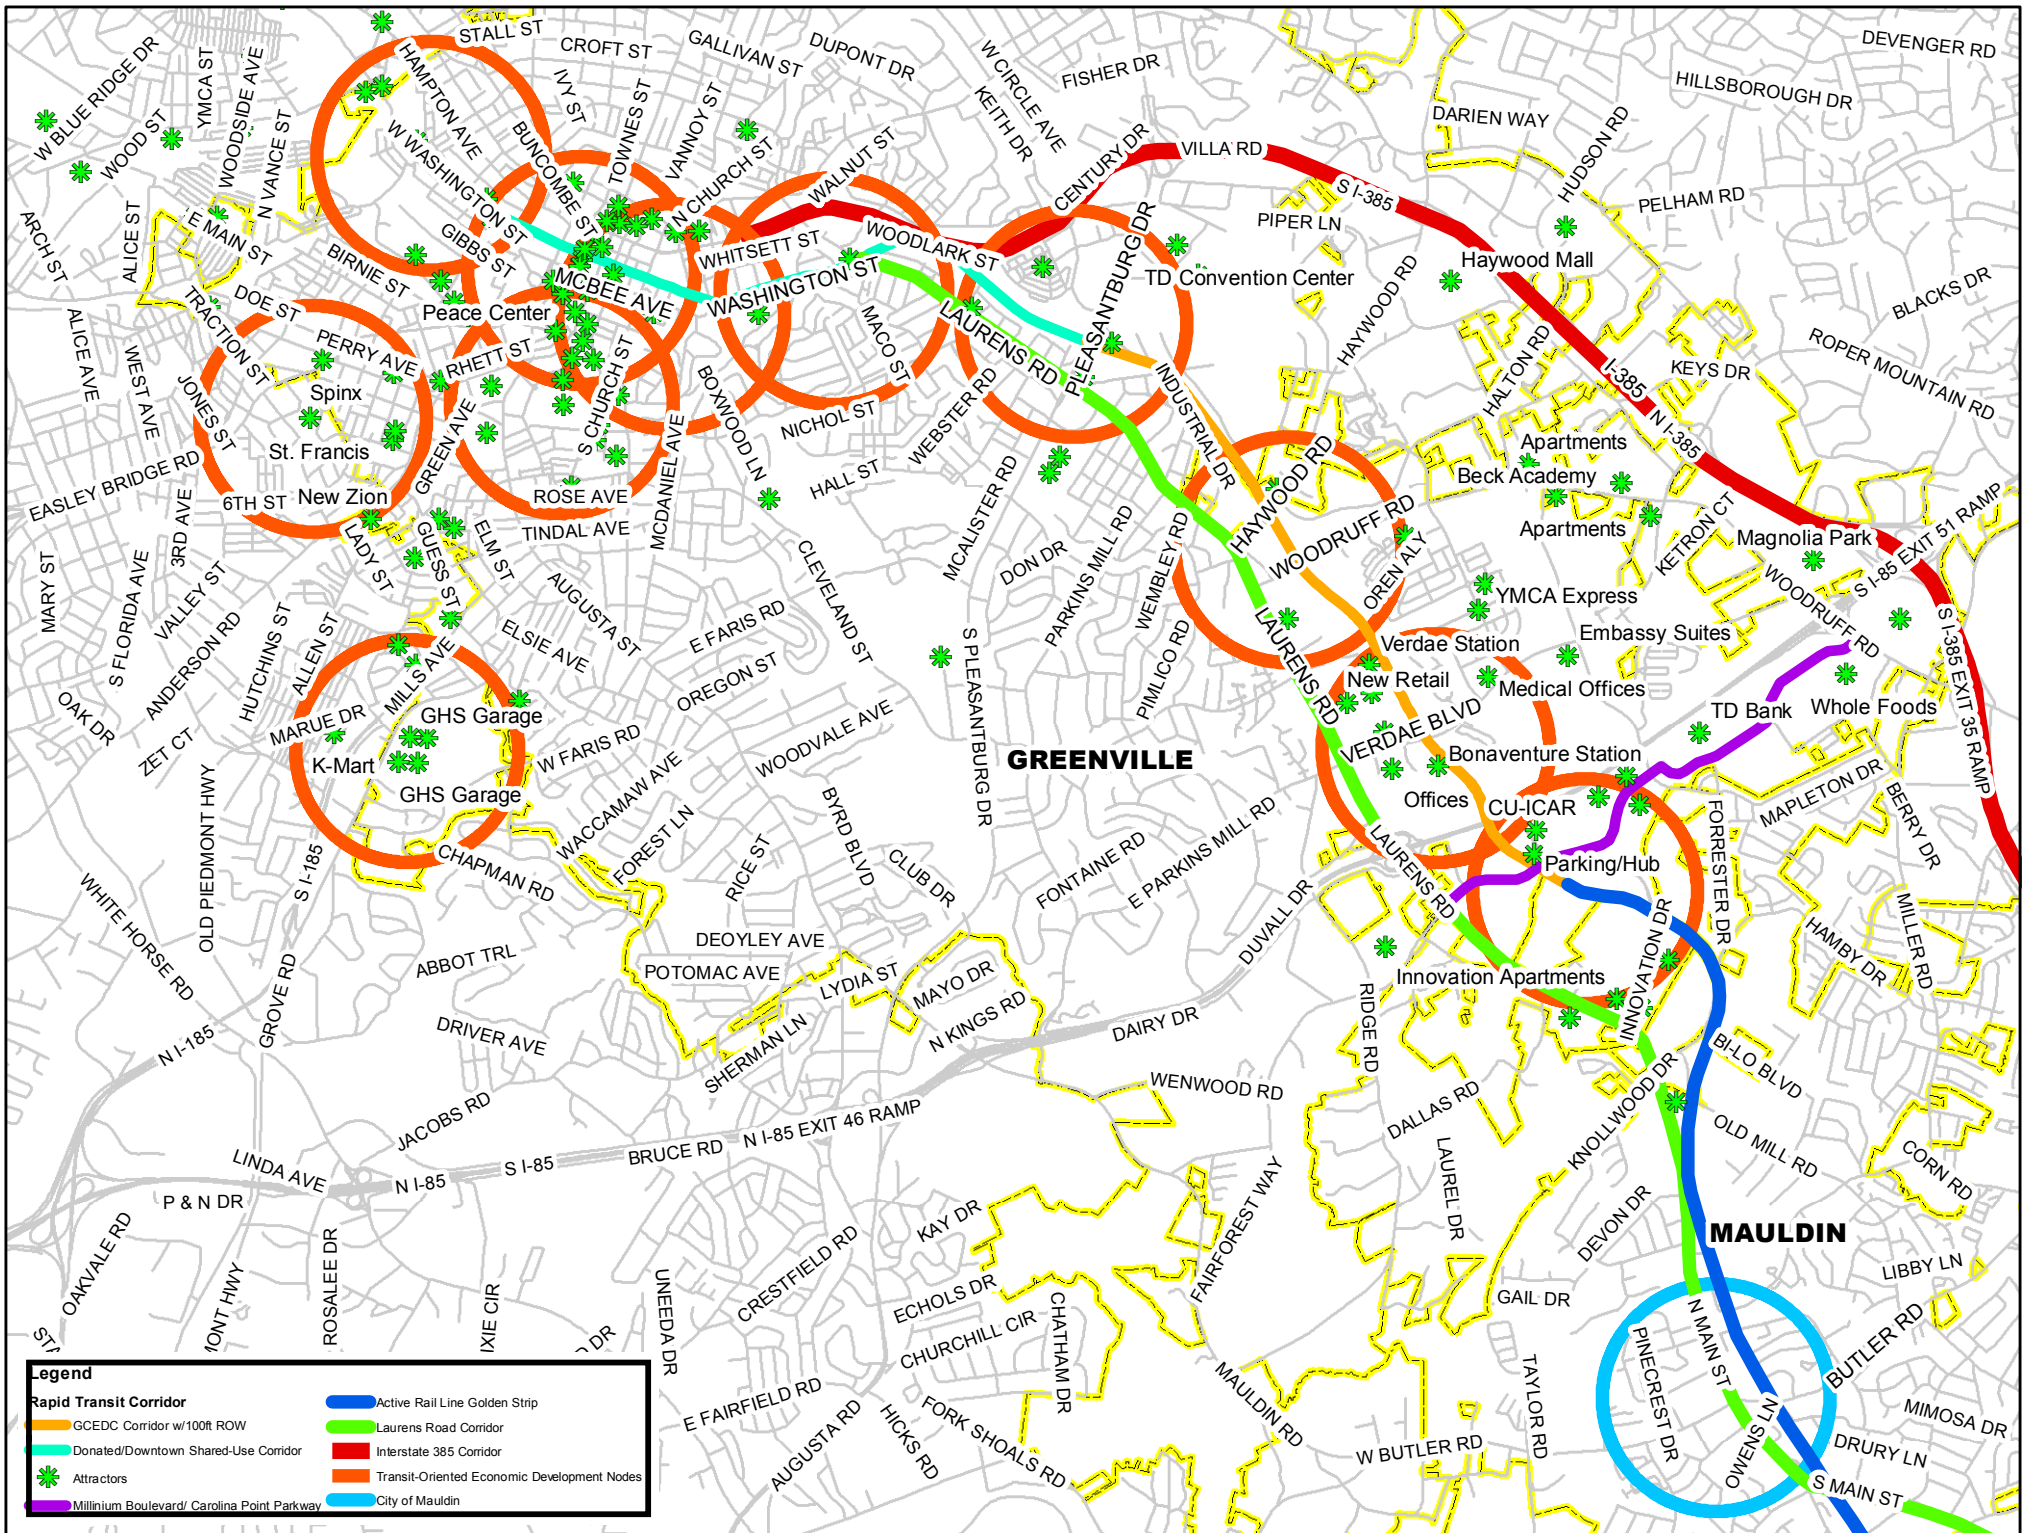 STALL ST
CROFT ST
GALLIVAN ST
DUPONT DR
W CIRCLE AVE
FISHER DR
DEVENGER RD
HILLSBOROUGH DR
DARIEN WAY
HUDSON RD
PELHAM RD
W BLUE RIDGE DR
YMCA ST
WOODSIDE AVE
HAMPTON AVE
IVY ST
TOWNES ST
VANNOY ST
KEITH DR
CENTURY DR
VILLA RD
S I-385
WOOD ST
N VANCE ST
W WASHINGTON ST
BUNCOMBE ST
N CHURCH ST
WALNUT ST
PIPER LN
ARCH ST
ALICE ST
E MAIN ST
BIRNIE ST
GIBBS ST
WHITSETT ST
WOODLARK ST
PLEASANTBURG DR
TD Convention Center
HAYWOOD RD
Haywood Mall
BLACKS DR
TRACTION ST
DOE ST
MCBEE AVE
WASHINGTON ST
Peace Center
MACO ST
LAURENS RD
HALTON RD
I-385
KEYS DR
ROPER MOUNTAIN RD
ALICE AVE
WEST AVE
PERRY AVE
RHETT ST
S CHURCH ST
BOXWOOD LN
NICHOL ST
WEBSTER RD
INDUSTRIAL DR
N I-385
JONES ST
Spinx
GREEN AVE
MCDANIEL AVE
HALL ST
Apartments
Beck Academy
Apartments
EASLEY BRIDGE RD
St. Francis
New Zion
6TH ST
ROSE AVE
TINDAL AVE
MCALISTER RD
HAYWOOD RD
WOODRUFF RD
KETRON CT
Magnolia Park
S I-85 EXIT 51 RAMP
MARY ST
3RD AVE
LADY ST
GUESS ST
ELM ST
DON DR
PARKINS MILL RD
WEMBLEY RD
OREN ALY
WOODRUFF RD
S FLORIDA AVE
VALLEY ST
AUGUSTA ST
CLEVELAND ST
YMCA Express
S I-385 EXIT 35 RAMP
ANDERSON RD
HUTCHINS ST
ALLEN ST
ELSIE AVE
E FARIS RD
S PLEASANTBURG DR
PIMLICO RD
LAURENS RD
Verdae Station
Embassy Suites
OAK DR
MILLS AVE
OREGON ST
New Retail
Medical Offices
ZET CT
MARUE DR
GHS Garage
W FARIS RD
WOODVALE AVE
VERDAE BLVD
TD Bank
Whole Foods
K-Mart
GREENVILLE
Bonaventure Station
OLD PIEDMONT HWY
GHS Garage
WACCAMAW AVE
BYRD BLVD
Offices
CU-ICAR
MAPLETON DR
BERRY DR
WHITE HORSE RD
S I-185
CHAPMAN RD
FOREST LN
RICE ST
CLUB DR
FONTAINE RD
E PARKINS MILL RD
LAURENS RD
Parking/Hub
FORRESTER DR
MILLER RD
ABBOT TRL
DEOYLEY AVE
DUVALL DR
HAMBY DR
GROVE RD
POTOMAC AVE
LYDIA ST
MAYO DR
Innovation Apartments
INNOVATION DR
N I-185
DRIVER AVE
SHERMAN LN
N KINGS RD
DAIRY DR
RIDGE RD
BI-LO BLVD
JACOBS RD
WENWOOD RD
DALLAS RD
KNOLLWOOD DR
LINDA AVE
N I-85
S I-85
BRUCE RD
N I-85 EXIT 46 RAMP
OLD MILL RD
CORN RD
P & N DR
LAUREL DR
OAKVALE RD
ROSALEE DR
KAY DR
FAIRFOREST WAY
DEVON DR
MAULDIN
LIBBY LN
MONT HWY
IXIE CIR
O DR
UNEEDA DR
CRESTFIELD RD
ECHOLS DR
GAIL DR
STA
CHURCHILL CIR
CHATHAM DR
PINECREST DR
N MAIN ST
BUTLER RD
E FAIRFIELD RD
AUGUSTA RD
HICKS RD
FORK SHOALS RD
MAULDIN RD
W BUTLER RD
TAYLOR RD
OWENS LN
MIMOSA DR
DRURY LN
S MAIN ST
Legend
Rapid Transit Corridor
GCEDC Corridor w/100ft ROW
Donated/Downtown Shared-Use Corridor
Attractors
Millinium Boulevard/ Carolina Point Parkway
Active Rail Line Golden Strip
Laurens Road Corridor
Interstate 385 Corridor
Transit-Oriented Economic Development Nodes
City of Mauldin